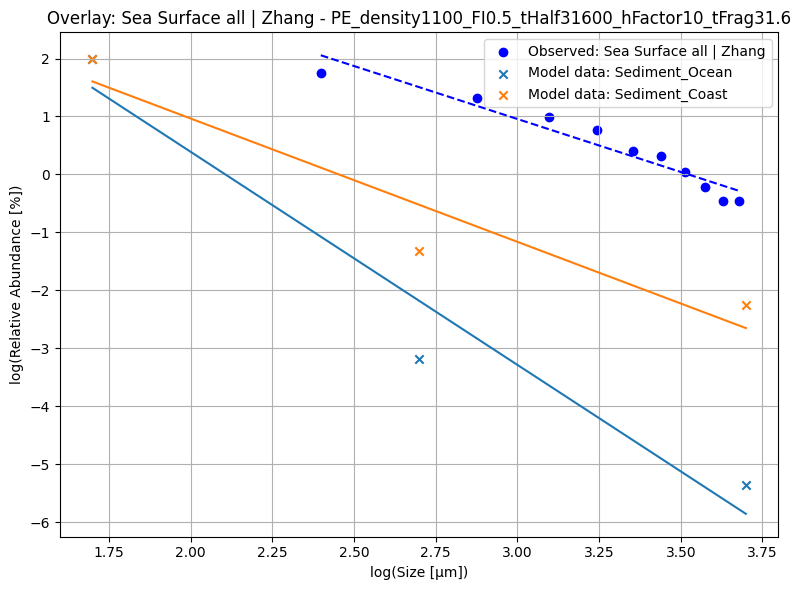 Overlay: Sea Surface all | Zhang - PE_density1100_FI0.5_tHalf31600_hFactor10_tFrag31.6
Observed: Sea Surface all | Zhang
Model data: Sediment_Ocean
Model data: Sediment_Coast
log(Relative Abundance [%])
2
1
0
−1
−2
−3
−4
−5
−6
1.75 2.00 2.25 2.50 2.75 3.00 3.25 3.50 3.75
log(Size [μm])